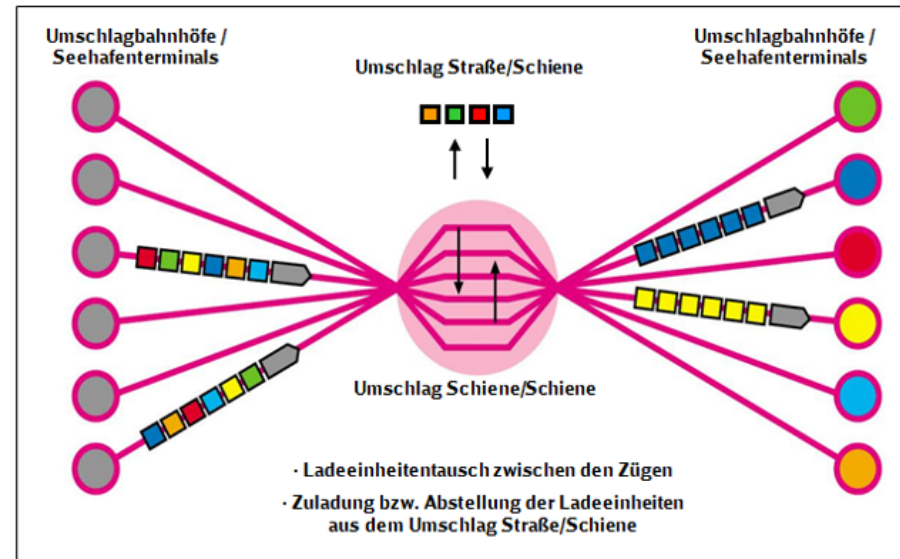 Umschlagbahnhöfe /
Seehafenterminals
Umschlag Straße/Schiene
Umschlagbahnhöfe /
Seehafenterminals
Umschlag Schiene/Schiene
· Ladeeinheitentausch zwischen den Zügen
· Zuladung bzw. Abstellung der Ladeeinheiten
aus dem Umschlag Straße/Schiene